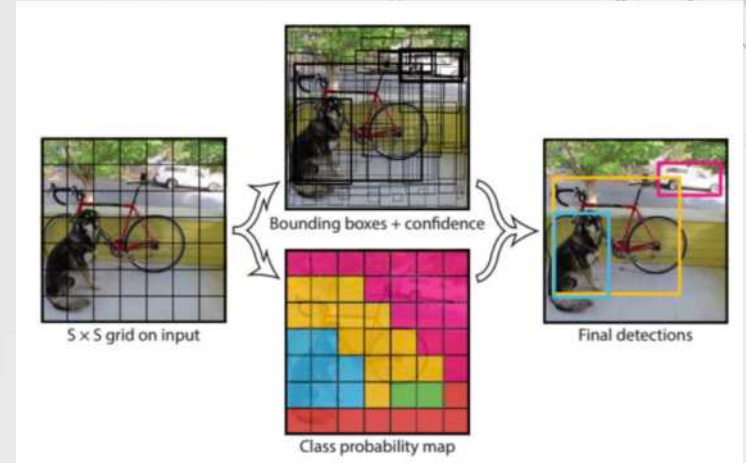 Bounding boxes + confidence
S × S grid on input
Final detections
Class probability map